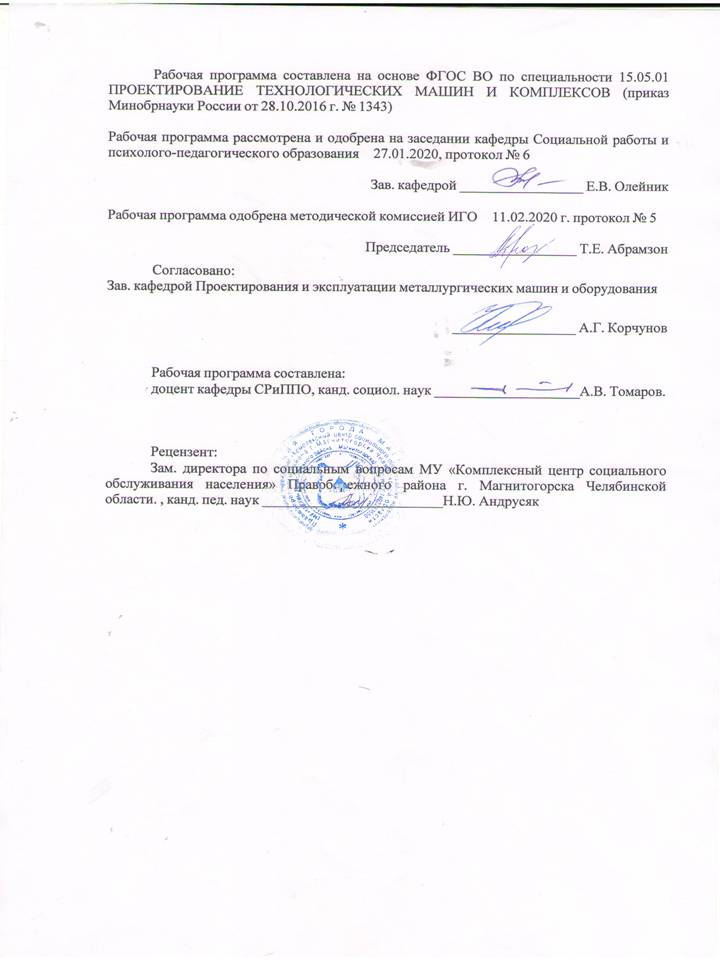 Рабочая программа составлена на основе ФГОС ВО по специальности 15.05.01
ПРОЕКТИРОВАНИЕ ТЕХНОЛОГИЧЕСКИХ МАШИН И КОМПЛЕКСОВ (приказ
Минобрнауки России от 28.10.2016 г. № 1343)
Рабочая программа рассмотрена и одобрена на заседании кафедры Социальной работы и
психолого-педагогического образования 27.01.2020, протокол № 6
Зав. кафедрой _________________ Е.В. Олейник
Рабочая программа одобрена методической комиссией ИГО 11.02.2020 г. протокол № 5
Председатель _________________ Т.Е. Абрамзон
Согласовано:
Зав. кафедрой Проектирования и эксплуатации металлургических машин и оборудования
_________________ А.Г. Корчунов
Рабочая программа составлена:
доцент кафедры СРиППО, канд. социол. наук ____________________А.В. Томаров.
Рецензент:
Зам. директора по социальным вопросам МУ «Комплексный центр социального
обслуживания населения» Правобережного района г. Магнитогорска Челябинской
области. , канд. пед. наук _________________________Н.Ю. Андрусяк